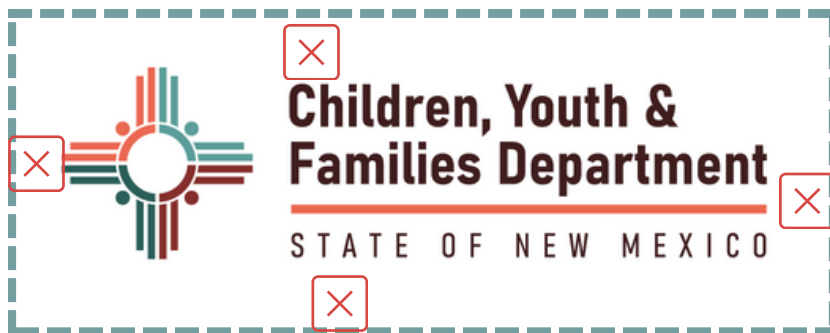 Children, Youth &
Families Department
STATE OF NEW MEXICO